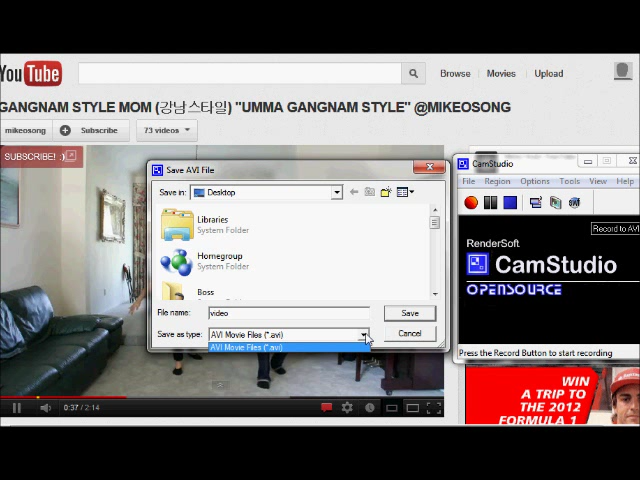 You Tube
Browse
Movies
Upload
GANGNAM STYLE MOM (강남스타일) "UMMA GANGNAM STYLE" @MIKEOSONG
mikeosong
Subscribe
73 videos
SUBSCRIBE! :)
Save AVI File
Save in:
Desktop
Libraries
System Folder
Homegroup
System Folder
Boss
File name:
video
Save
Save as type:
AVI Movie Files (*.avi)
Cancel
AVI Movie Files (*.avi)
CamStudio
File Region Options Tools View Help
Record to AVI
RenderSoft
CamStudio
OPENSOURCE
Press the Record Button to start recording
0:37 / 2:14
WIN
A TRIP TO
THE 2012
FORMULA 1